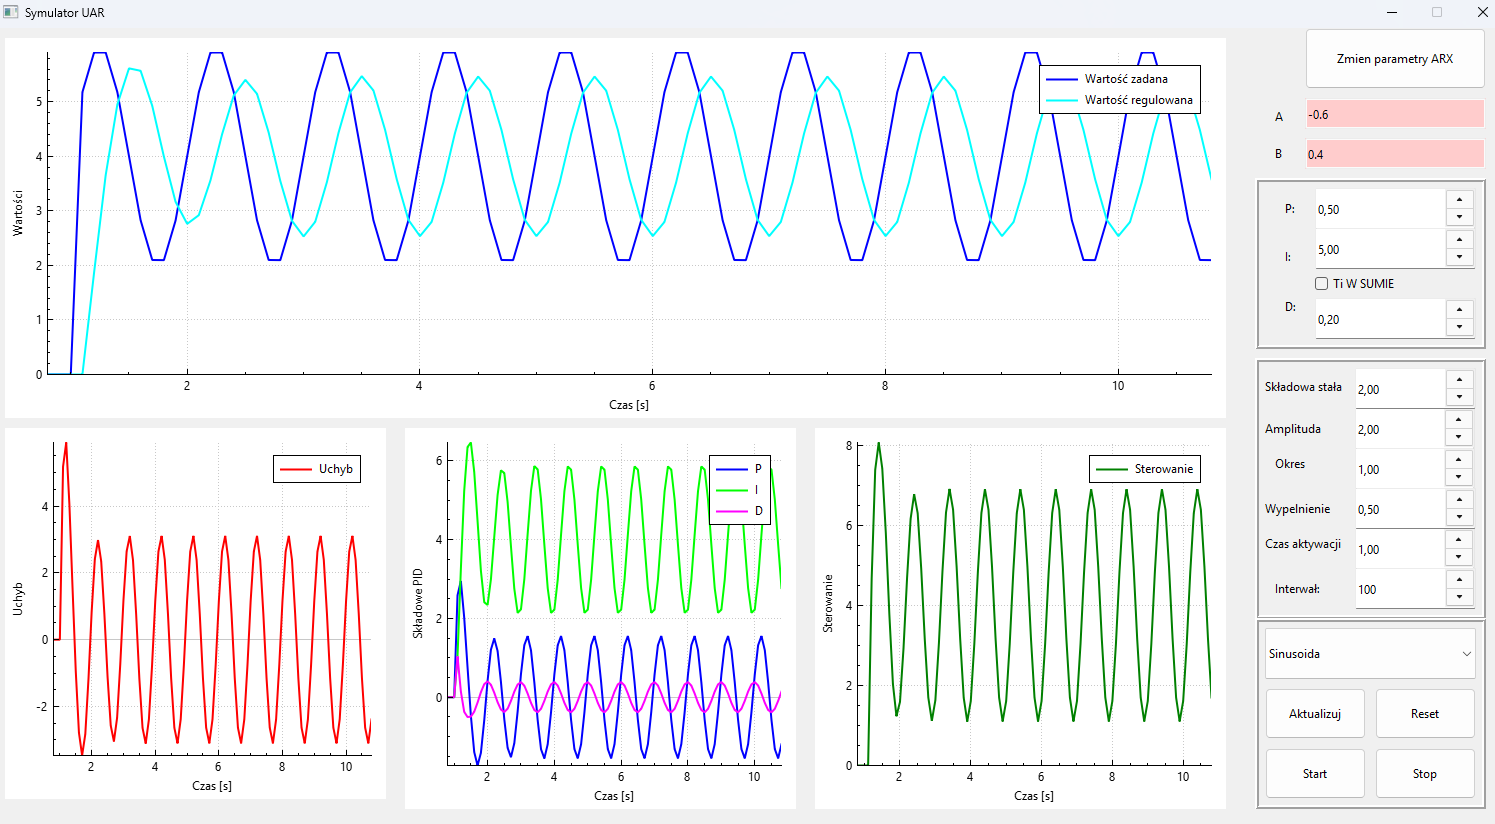 Symulator UAR
Wartości
5
4
3
2
1
0
2
4
6
8
10
Czas [s]
Wartość zadana
Wartość regulowana
Uchyb
4
2
0
-2
2
4
6
8
10
Czas [s]
Uchyb
Składowe PID
6
4
2
0
2
4
6
8
10
Czas [s]
P
I
D
Sterowanie
8
6
4
2
0
2
4
6
8
10
Czas [s]
Sterowanie
Zmien parametry ARX
A -0.6
B 0.4
P: 0,50
I: 5,00
Ti W SUMIE
D: 0,20
Składowa stała 2,00
Amplituda 2,00
Okres 1,00
Wypelnienie 0,50
Czas aktywacji 1,00
Interwał: 100
Sinusoida
Aktualizuj Reset
Start Stop